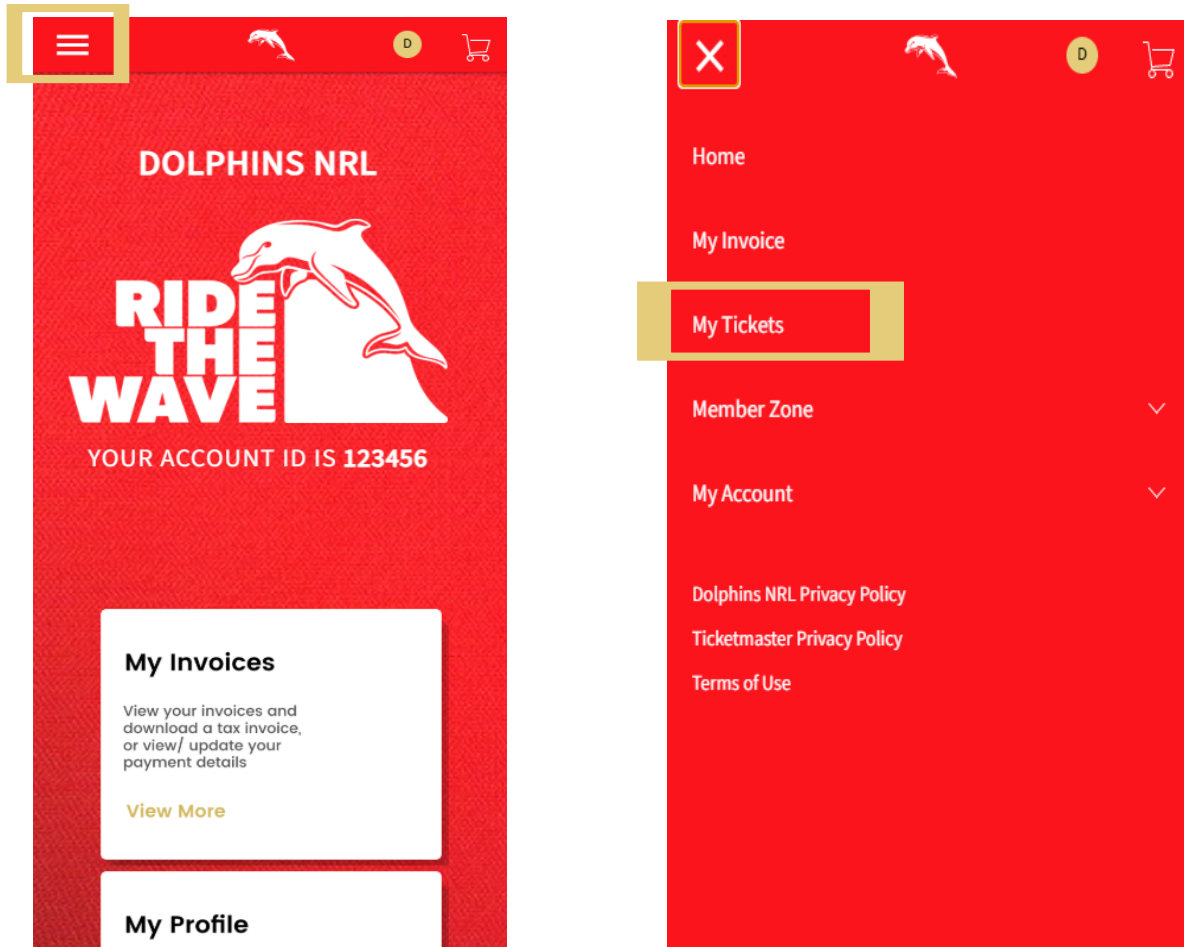 D
DOLPHINS NRL
RIDE
THE
WAVE
YOUR ACCOUNT ID IS 123456
My Invoices
View your invoices and
download a tax invoice,
or view/ update your
payment details
View More
My Profile
D
Home
My Invoice
My Tickets
Member Zone
My Account
Dolphins NRL Privacy Policy
Ticketmaster Privacy Policy
Terms of Use